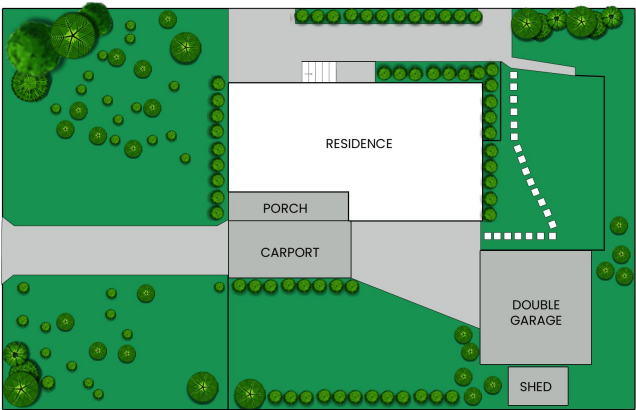 RESIDENCE
PORCH
CARPORT
DOUBLE
GARAGE
SHED